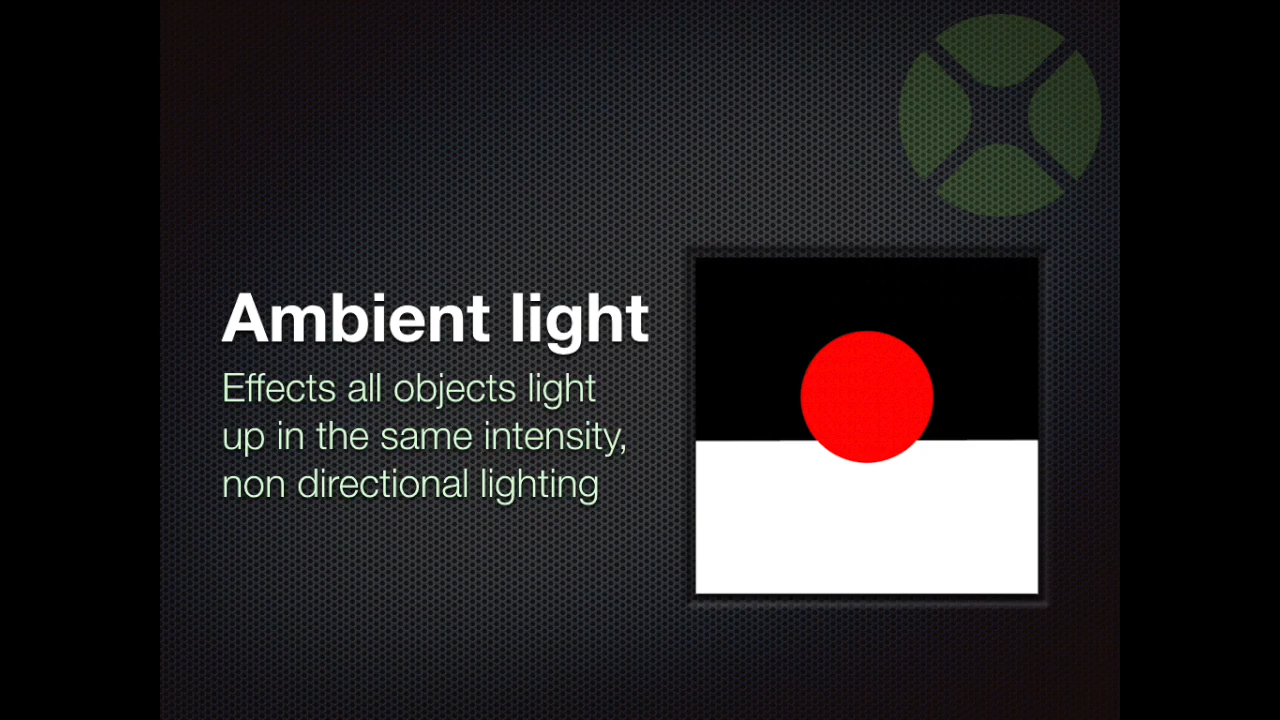 Ambient light
Effects all objects light
up in the same intensity,
non directional lighting